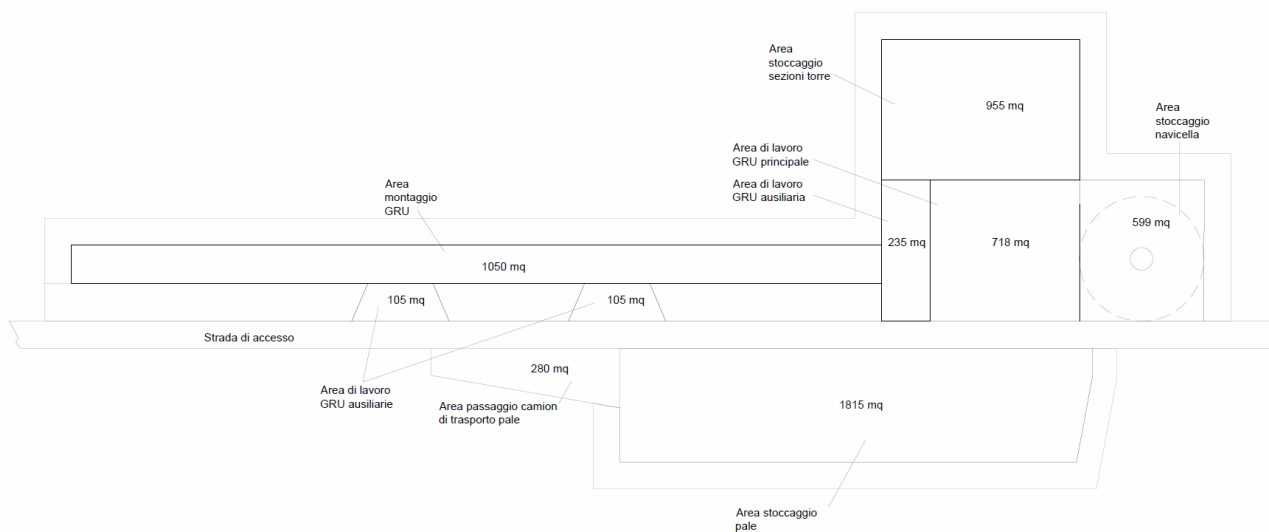 Area
stoccaggio
sezioni torre
955 mq
Area
stoccaggio
navicella
Area di lavoro
GRU principale
Area di lavoro
GRU ausiliaria
Area
montaggio
GRU
599 mq
235 mq
718 mq
1050 mq
105 mq
105 mq
Strada di accesso
280 mq
Area di lavoro
GRU ausiliarie
Area passaggio camion
di trasporto pale
1815 mq
Area stoccaggio
pale